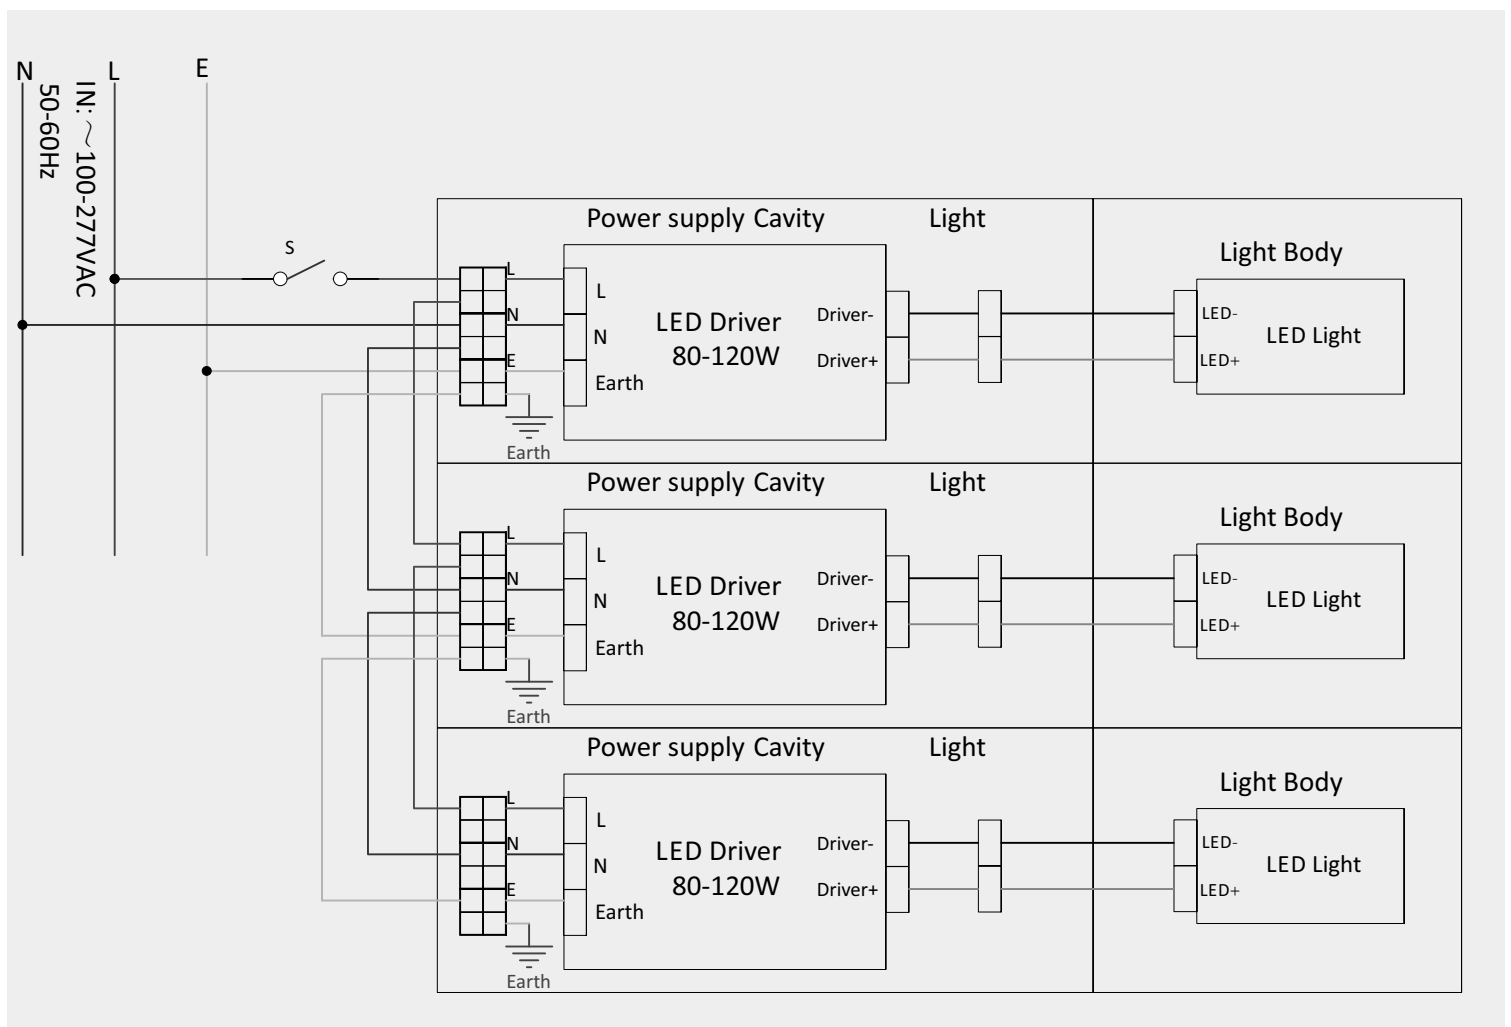 N
L
E
IN: ～100-277VAC
50-60Hz
S
Power supply Cavity
Light
Light Body
L
N
E
L
N
Earth
LED Driver
80-120W
Driver-
Driver+
LED-
LED+
LED Light
Earth
Power supply Cavity
Light
Light Body
L
N
E
L
N
Earth
LED Driver
80-120W
Driver-
Driver+
LED-
LED+
LED Light
Earth
Power supply Cavity
Light
Light Body
L
N
E
L
N
Earth
LED Driver
80-120W
Driver-
Driver+
LED-
LED+
LED Light
Earth